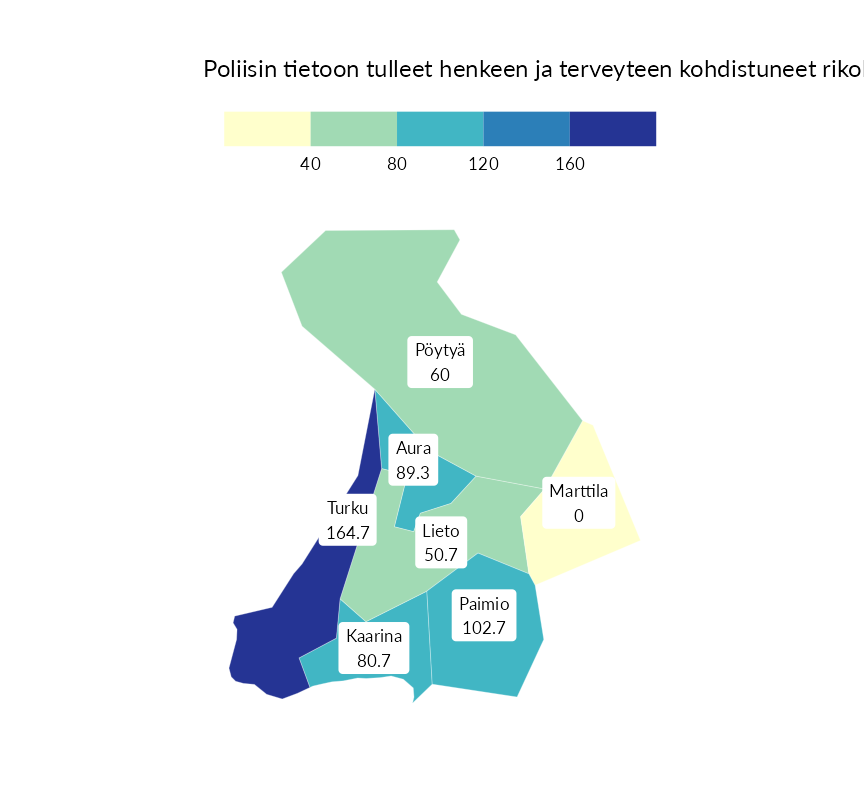 Poliisin tietoon tulleet henkeen ja terveyteen kohdistuneet
40 80 120 160
Pöytyä
60
Aura
89.3
Marttila
0
Turku
164.7
Lieto
50.7
Paimio
102.7
Kaarina
80.7